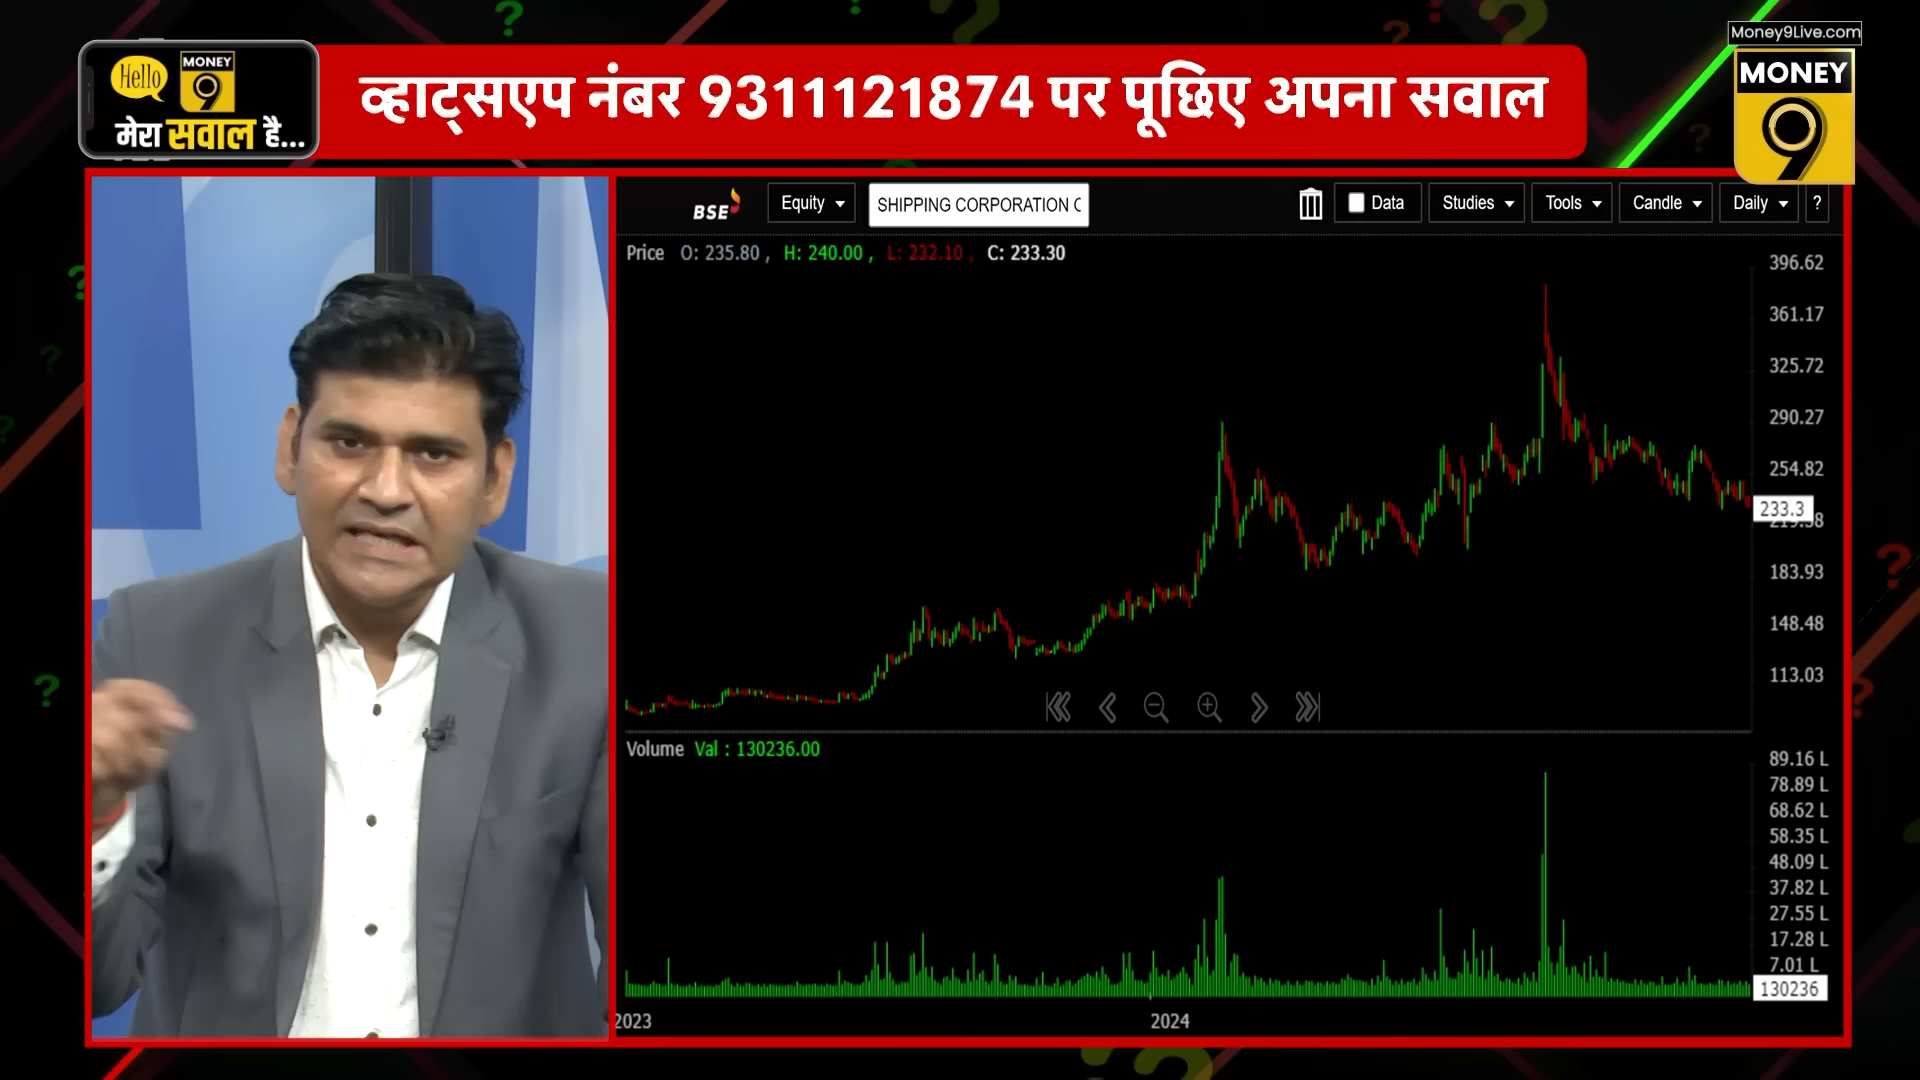 Money9Live.com
Hello
MONEY
9
मेरा सवाल है...
व्हाट्सएप नंबर 9311121874 पर पूछिए अपना सवाल
MONEY
9
BSE
Equity
SHIPPING CORPORATION
Data
Studies
Tools
Candle
Daily
?
Price O: 235.80 , H: 240.00 , L: 232.10 , C: 233.30
396.62
361.17
325.72
290.27
254.82
233.3
219.38
183.93
148.48
113.03
Volume Val : 130236.00
89.16 L
78.89 L
68.62 L
58.35 L
48.09 L
37.82 L
27.55 L
17.28 L
7.01 L
130236
2023
2024